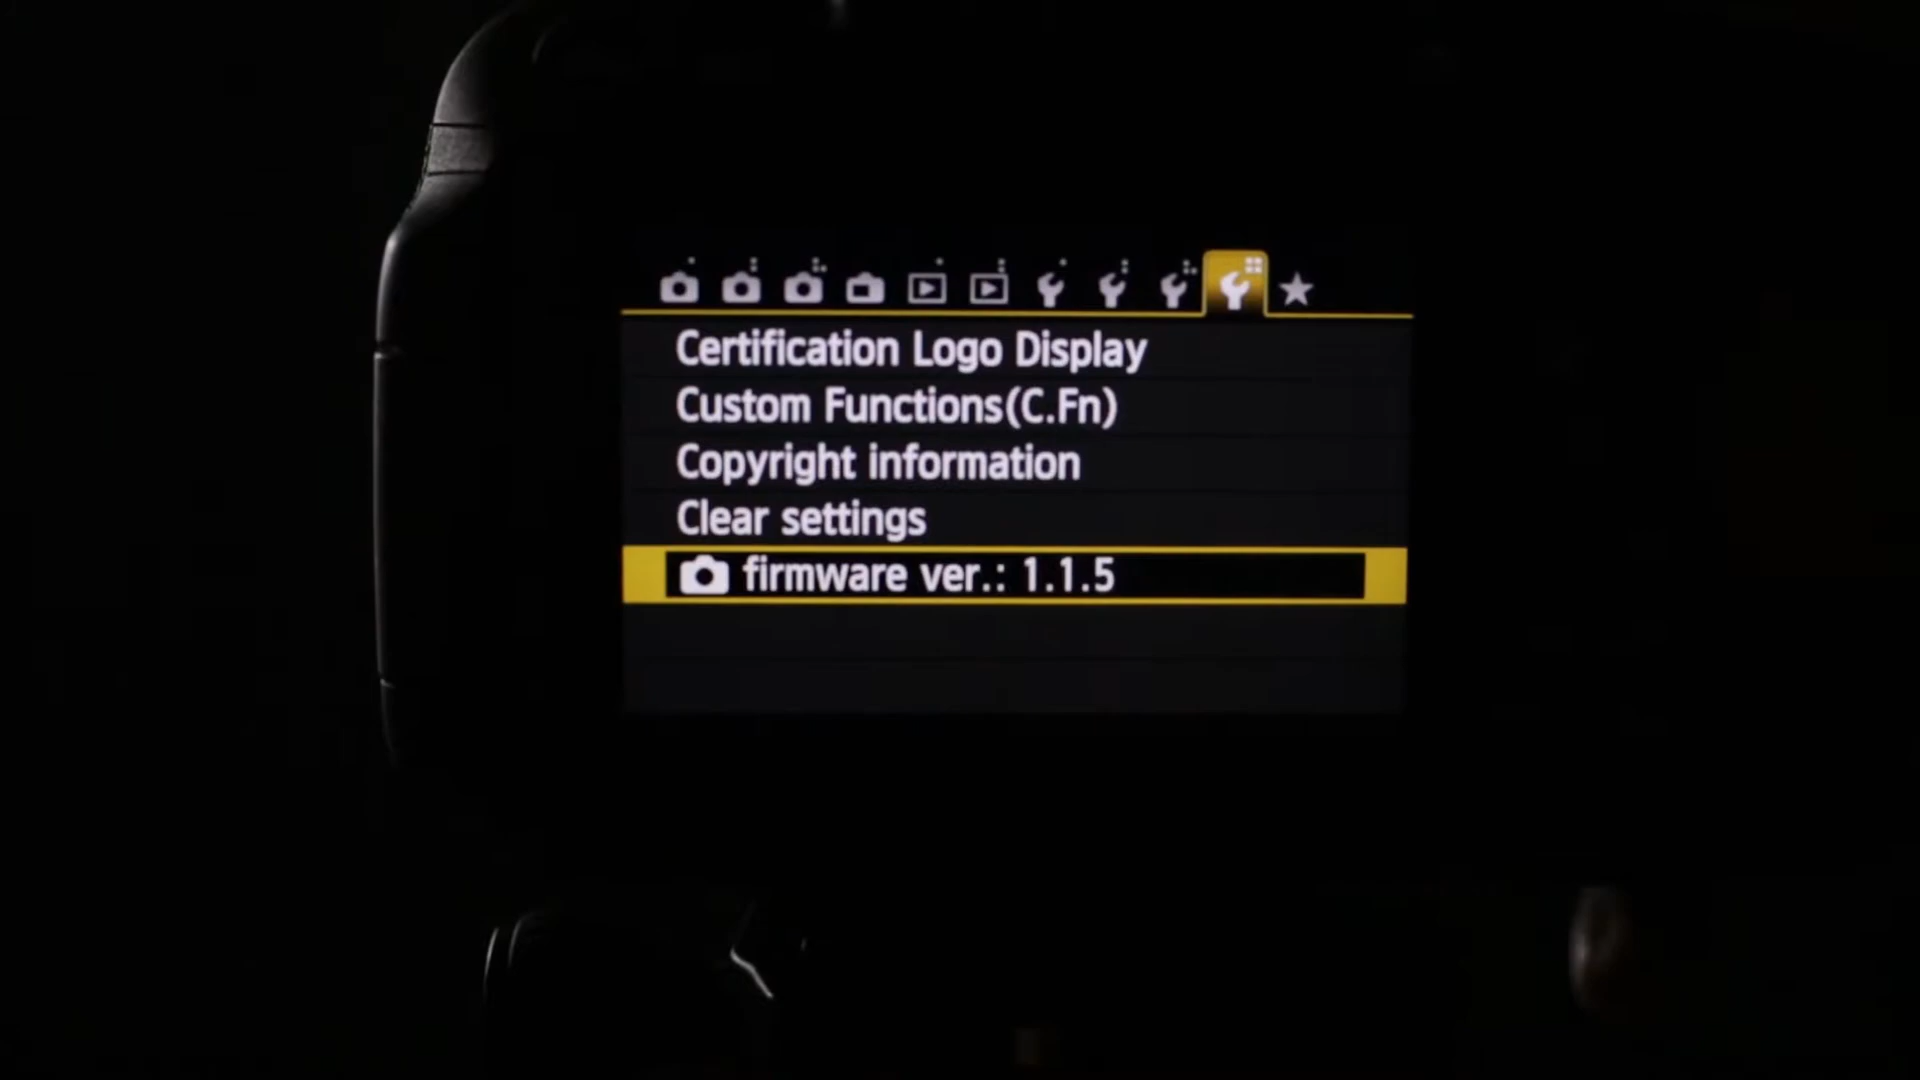 Certification Logo Display
Custom Functions(C.Fn)
Copyright information
Clear settings
firmware ver.: 1.1.5